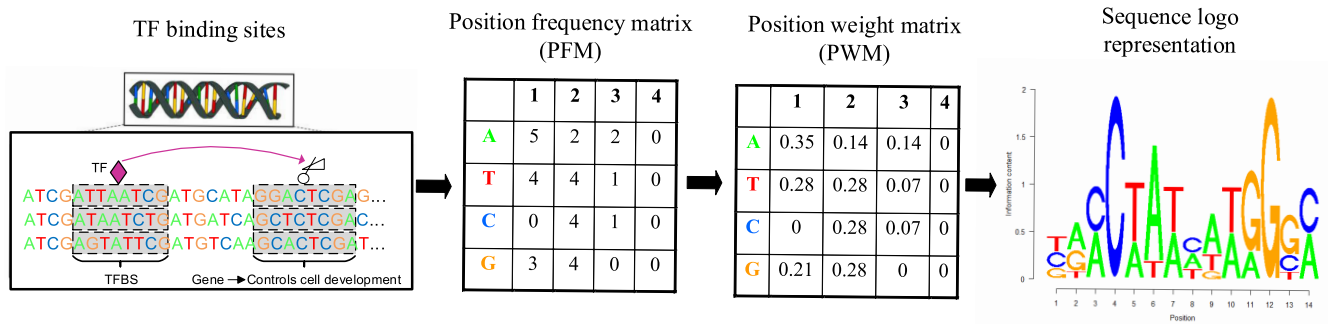 TF binding sites
TF
ATCGATTAATCGATGCATAGGACTCGAG...
ATCGATAATCTGATGATCAGCTCTCGAC...
ATCGAGTATTCGATGTCAAGCACTCGAT...
TFBS
Gene
Controls cell development
Position frequency matrix
(PFM)
1 2 3 4
A 5 2 2 0
T 4 4 1 0
C 0 4 1 0
G 3 4 0 0
Position weight matrix
(PWM)
1 2 3 4
A 0.35 0.14 0.14 0
T 0.28 0.28 0.07 0
C 0 0.28 0.07 0
G 0.21 0.28 0 0
Sequence logo
representation
Information content
2
1.5
1
0.5
0
T A C C T A T C A T G G G C
C G A A T A A T A A C A
G T T G T
1 2 3 4 5 6 7 8 9 10 11 12 13 14
Position